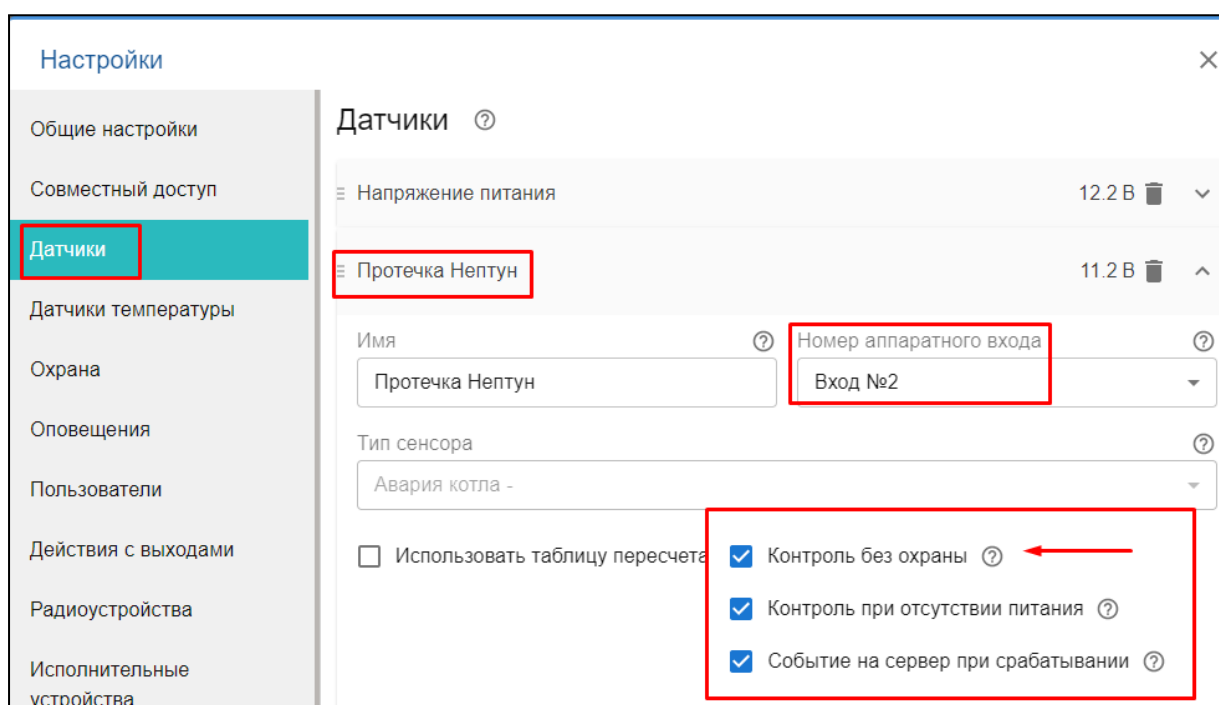 Настройки
Общие настройки
Совместный доступ
Датчики
Датчики температуры
Охрана
Оповещения
Пользователи
Действия с выходами
Радиоустройства
Исполнительные
устройства
Датчики
Напряжение питания 12.2 В
Протечка Нептун 11.2 В
Имя Номер аппаратного входа
Протечка Нептун Вход №2
Тип сенсора
Авария котла -
Использовать таблицу пересчета Контроль без охраны
Контроль при отсутствии питания
Событие на сервер при срабатывании